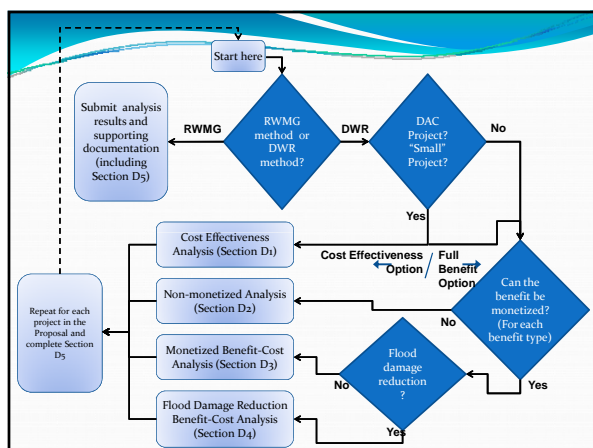 Start here
Submit analysis
results and
supporting
documentation
(including
Section D5)
RWMG
RWMG
method or
DWR
method?
DWR
DAC
Project?
"Small"
Project?
No
Yes
Cost Effectiveness
Analysis (Section D1)
Cost Effectiveness
Option
/
Full
Benefit
Option
Can the
benefit be
monetized?
(For each
benefit type)
Non-monetized Analysis
(Section D2)
No
Repeat for each
project in the
Proposal and
complete Section
D5
Monetized Benefit-Cost
Analysis (Section D3)
No
Flood
damage
reduction
?
Yes
Flood Damage Reduction
Benefit-Cost Analysis
(Section D4)
Yes